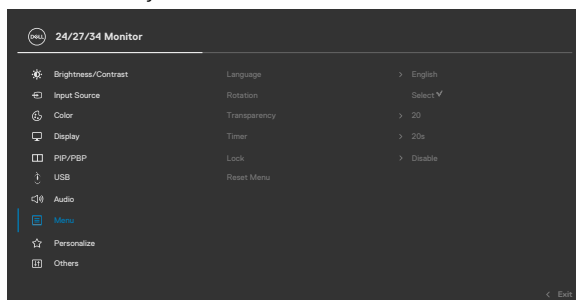 DELL 24/27/34 Monitor
Brightness/Contrast Language > English
Input Source Rotation Select ✓
Color Transparency > 20
Display Timer > 20s
PIP/PBP Lock > Disable
USB Reset Menu
Audio
Menu
Personalize
Others
< Exit